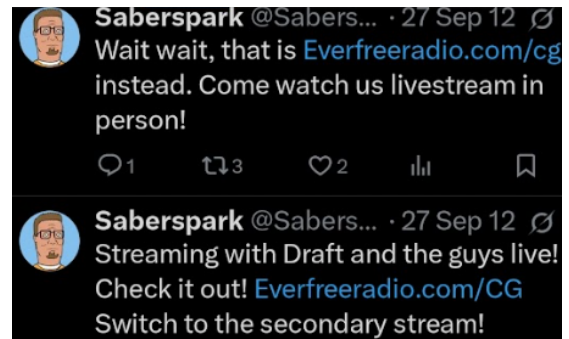 Saberspark @Sabers... · 27 Sep 12
Wait wait, that is Everfreeradio.com/cg
instead. Come watch us livestream in
person!
1 3 2
Saberspark @Sabers... · 27 Sep 12
Streaming with Draft and the guys live!
Check it out! Everfreeradio.com/CG
Switch to the secondary stream!